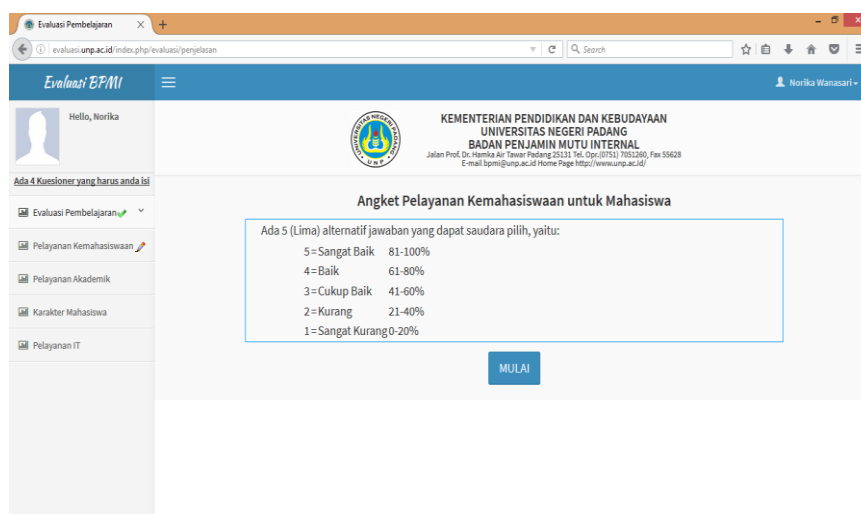 Evaluasi Pembelajaran
evaluasi.unp.ac.id/index.php/evaluasi/penjelasan
Search
Evaluasi BPMI
Norika Wanasari
Hello, Norika
Ada 4 Kuesioner yang harus anda isi
Evaluasi Pembelajaran
Pelayanan Kemahasiswaan
Pelayanan Akademik
Karakter Mahasiswa
Pelayanan IT
KEMENTERIAN PENDIDIKAN DAN KEBUDAYAAN
UNIVERSITAS NEGERI PADANG
BADAN PENJAMIN MUTU INTERNAL
Jalan Prof. Dr. Hamka Air Tawar Padang 25131 Tel. Opr.(0751) 7051260, Fax 55628
E-mail bpmi@unp.ac.id Home Page http://www.unp.ac.id/
UNIVERSITAS NEGERI PADANG
UNP
Angket Pelayanan Kemahasiswaan untuk Mahasiswa
Ada 5 (Lima) alternatif jawaban yang dapat saudara pilih, yaitu:
5=Sangat Baik 81-100%
4=Baik 61-80%
3=Cukup Baik 41-60%
2=Kurang 21-40%
1=Sangat Kurang 0-20%
MULAI